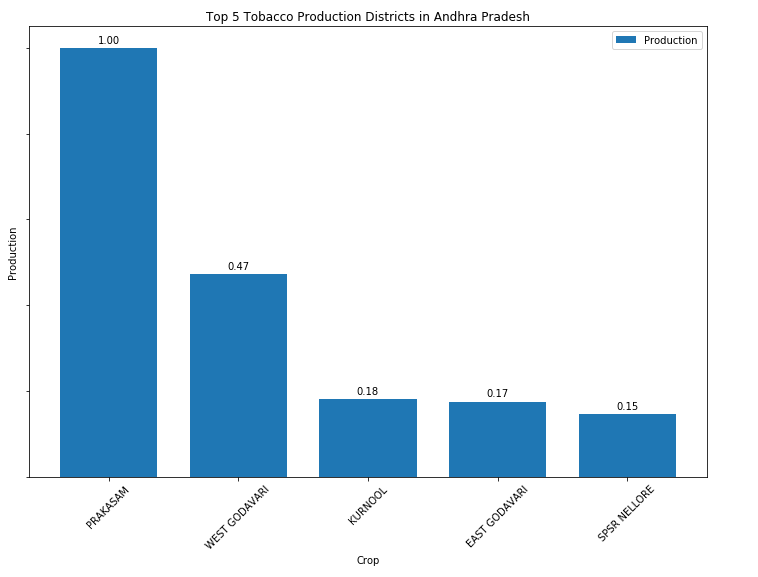 Top 5 Tobacco Production Districts in Andhra Pradesh
Production
1.00
0.47
0.18
0.17
0.15
Production
PRAKASAM
WEST GODAVARI
KURNOOL
EAST GODAVARI
SPSR NELLORE
Crop